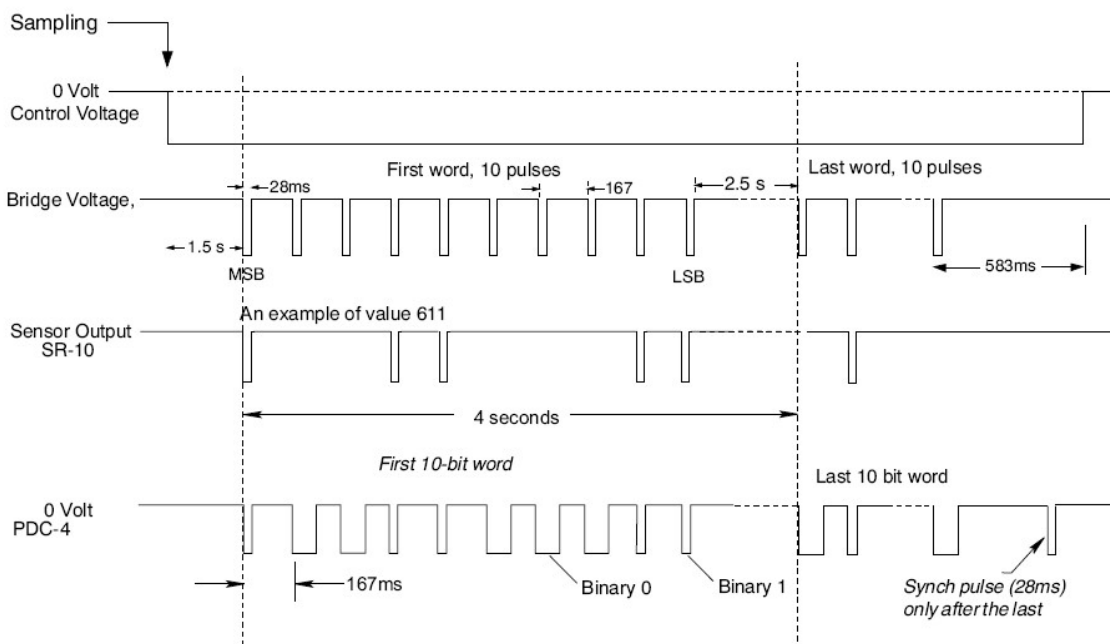 Sampling
0 Volt
Control Voltage
First word, 10 pulses
Last word, 10 pulses
28ms
167
2.5 s
Bridge Voltage,
1.5 s
MSB
LSB
583ms
An example of value 611
Sensor Output
SR-10
4 seconds
First 10-bit word
Last 10 bit word
0 Volt
PDC-4
167ms
Binary 0
Binary 1
Synch pulse (28ms)
only after the last